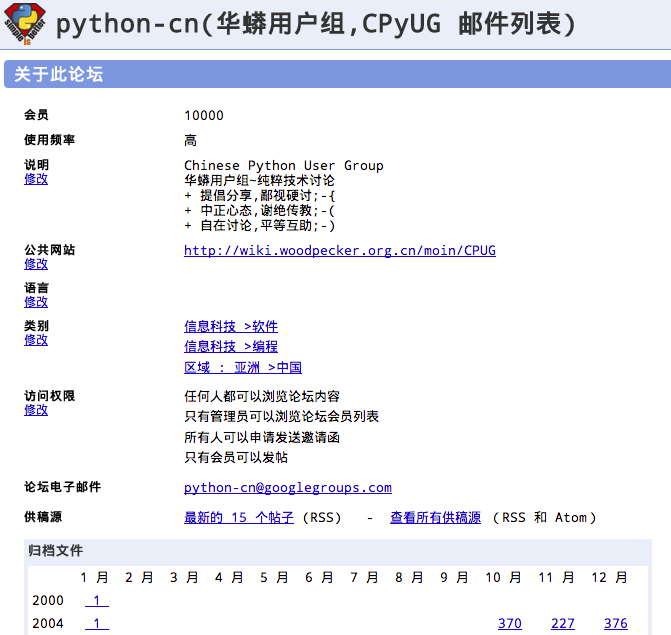 simple is better
python-cn(华蟒用户组,CPyUG 邮件列表)
关于此论坛
会员 10000
使用频率 高
说明 Chinese Python User Group
修改 华蟒用户组~纯粹技术讨论
+ 提倡分享,鄙视硬讨;-{
+ 中正心态,谢绝传教;-(
+ 自在讨论,平等互助;-)
公共网站 http://wiki.woodpecker.org.cn/moin/CPUG
修改
语言
修改
类别 信息科技 >软件
修改 信息科技 >编程
区域 : 亚洲 >中国
访问权限 任何人都可以浏览论坛内容
修改 只有管理员可以浏览论坛会员列表
所有人可以申请发送邀请函
只有会员可以发帖
论坛电子邮件 python-cn@googlegroups.com
供稿源 最新的 15 个帖子 (RSS) - 查看所有供稿源 (RSS 和 Atom)
归档文件
1 月 2 月 3 月 4 月 5 月 6 月 7 月 8 月 9 月 10 月 11 月 12 月
2000 1
2004 1 370 227 376